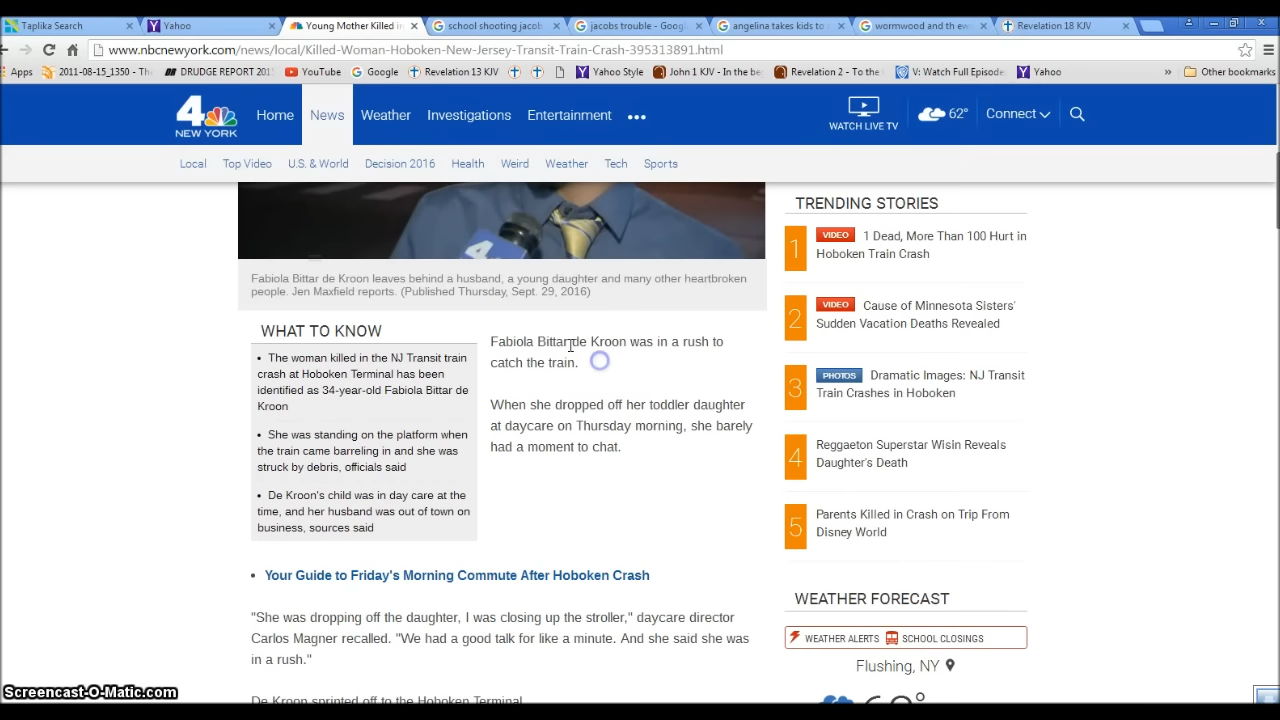 Taplika Search
Yahoo
Young Mother Killed in
school shooting jacob
jacobs trouble - Goog
angelina takes kids to
wormwood and th ew
Revelation 18 KJV
www.nbcnewyork.com/news/local/Killed-Woman-Hoboken-New-Jersey-Transit-Train-Crash-395313891.html
Apps 2011-08-15_1350 - Th DRUDGE REPORT 201 YouTube Google Revelation 13 KJV Yahoo Style John 1 KJV - In the be Revelation 2 - To the V: Watch Full Episode Yahoo » Other bookmarks
4 NEW YORK
Home News Weather Investigations Entertainment •••
WATCH LIVE TV
62°
Connect
Local Top Video U.S. & World Decision 2016 Health Weird Weather Tech Sports
4
Fabiola Bittar de Kroon leaves behind a husband, a young daughter and many other heartbroken
people. Jen Maxfield reports. (Published Thursday, Sept. 29, 2016)
WHAT TO KNOW
• The woman killed in the NJ Transit train
crash at Hoboken Terminal has been
identified as 34-year-old Fabiola Bittar de
Kroon
• She was standing on the platform when
the train came barreling in and she was
struck by debris, officials said
• De Kroon's child was in day care at the
time, and her husband was out of town on
business, sources said
Fabiola Bittar de Kroon was in a rush to
catch the train.
When she dropped off her toddler daughter
at daycare on Thursday morning, she barely
had a moment to chat.
• Your Guide to Friday's Morning Commute After Hoboken Crash
"She was dropping off the daughter, I was closing up the stroller," daycare director
Carlos Magner recalled. "We had a good talk for like a minute. And she said she was
in a rush."
De Kroon sprinted off to the Hoboken Terminal
TRENDING STORIES
1 VIDEO 1 Dead, More Than 100 Hurt in
Hoboken Train Crash
2 VIDEO Cause of Minnesota Sisters'
Sudden Vacation Deaths Revealed
3 PHOTOS Dramatic Images: NJ Transit
Train Crashes in Hoboken
4 Reggaeton Superstar Wisin Reveals
Daughter's Death
5 Parents Killed in Crash on Trip From
Disney World
WEATHER FORECAST
WEATHER ALERTS SCHOOL CLOSINGS
Flushing, NY
Screencast-O-Matic.com